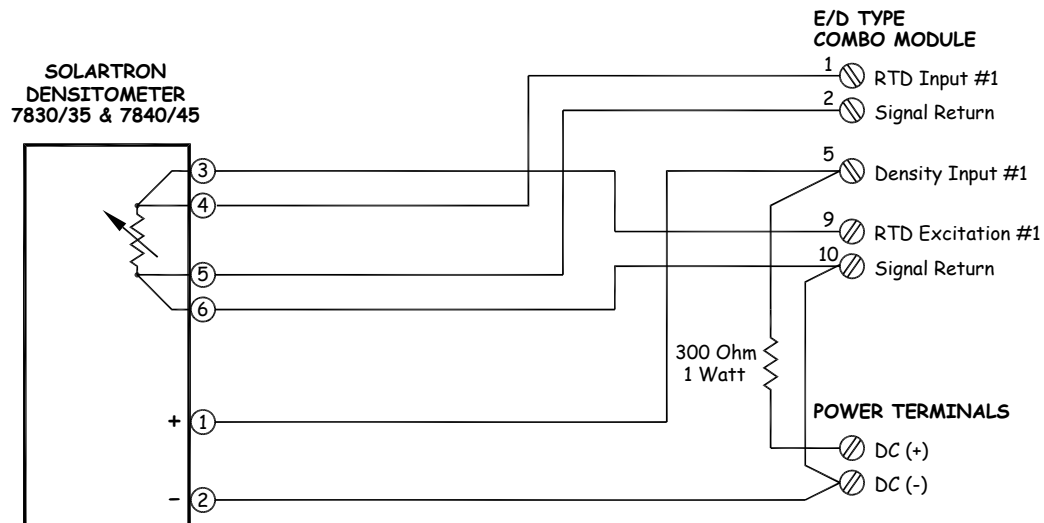 E/D TYPE
COMBO MODULE
SOLARTRON
DENSITOMETER
7830/35 & 7840/45
1 RTD Input #1
2 Signal Return
5 Density Input #1
9 RTD Excitation #1
10 Signal Return
3
4
5
6
300 Ohm
1 Watt
POWER TERMINALS
+ 1
DC (+)
DC (-)
- 2